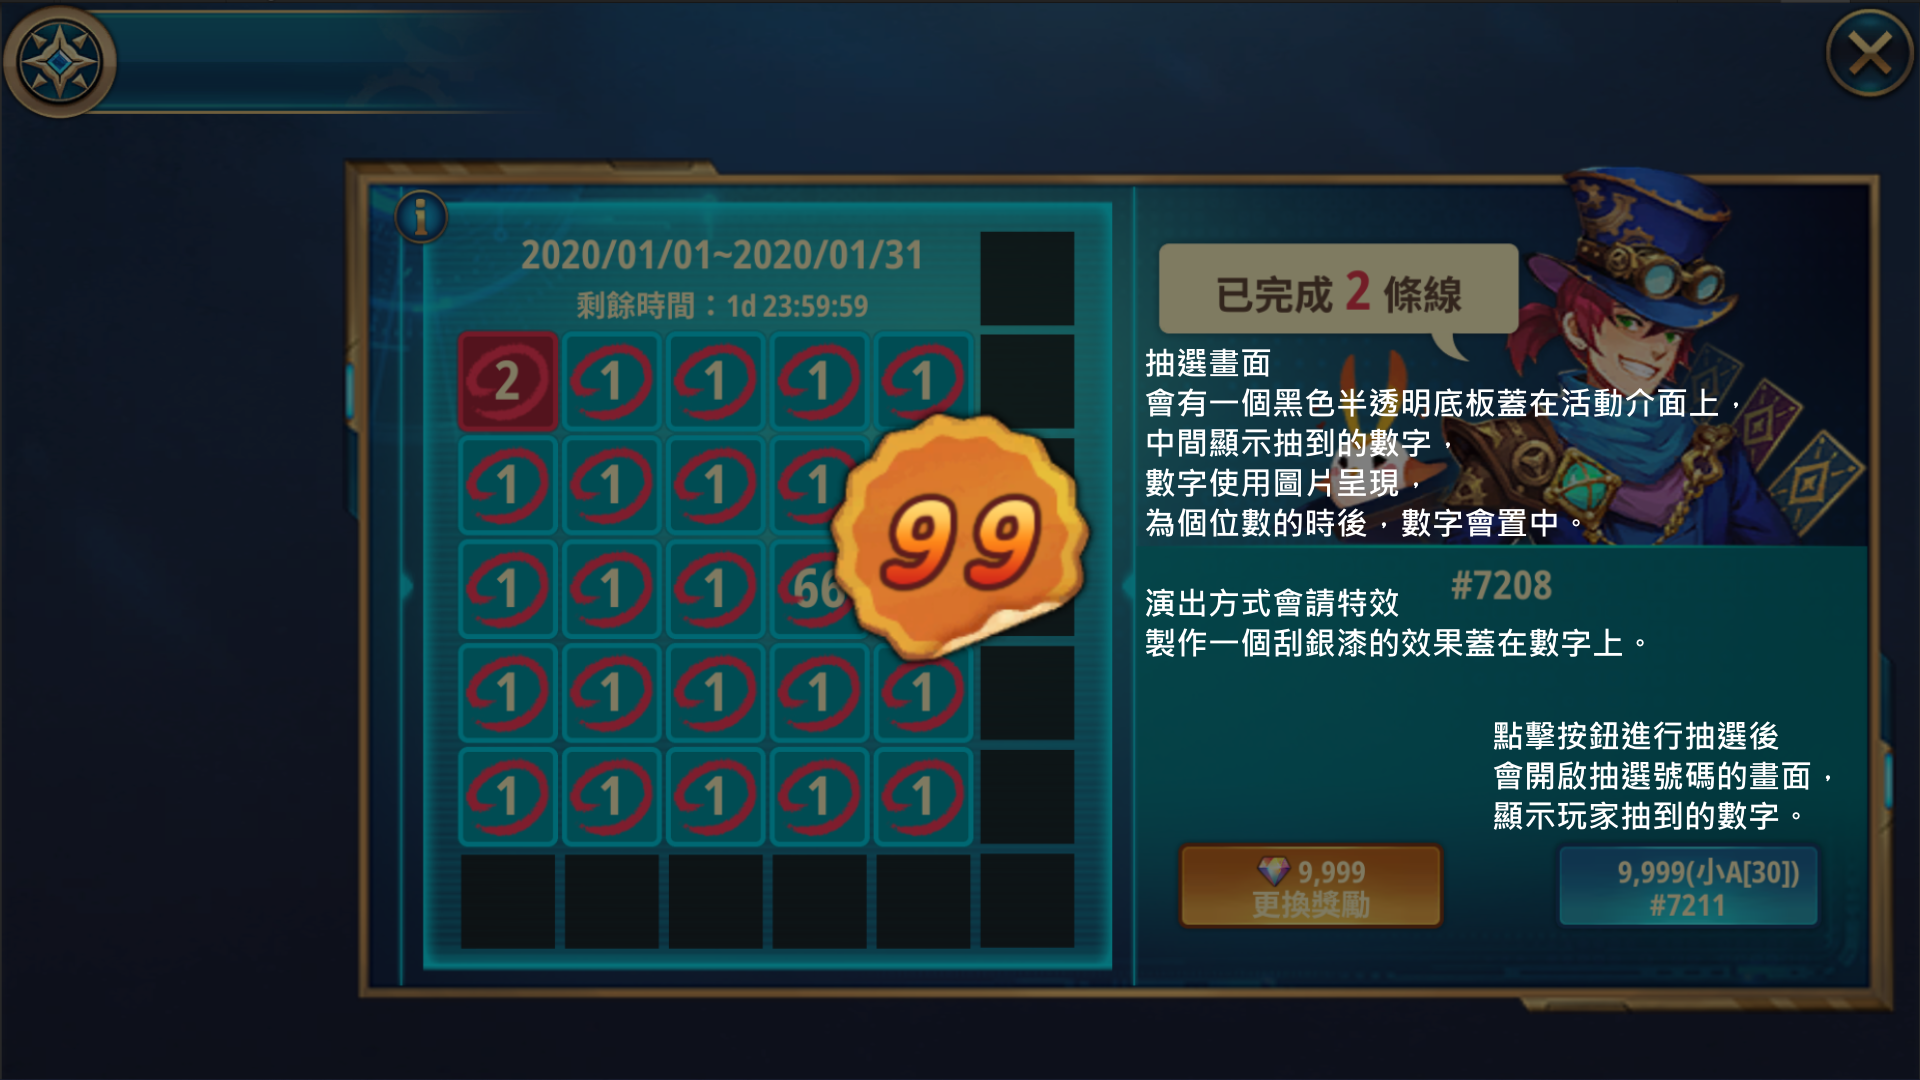 2020/01/01~2020/01/31
剩餘時間：1d 23:59:59
2 1 1 1 1
1 1 1 1
1 1 1 66
1 1 1 1 1
1 1 1 1 1
99
已完成 2 條線
抽選畫面
會有一個黑色半透明底板蓋在活動介面上，
中間顯示抽到的數字，
數字使用圖片呈現，
為個位數的時後，數字會置中。
#7208
演出方式會請特效
製作一個刮銀漆的效果蓋在數字上。
點擊按鈕進行抽選後
會開啟抽選號碼的畫面，
顯示玩家抽到的數字。
9,999
更換獎勵
9,999(小A[30])
#7211